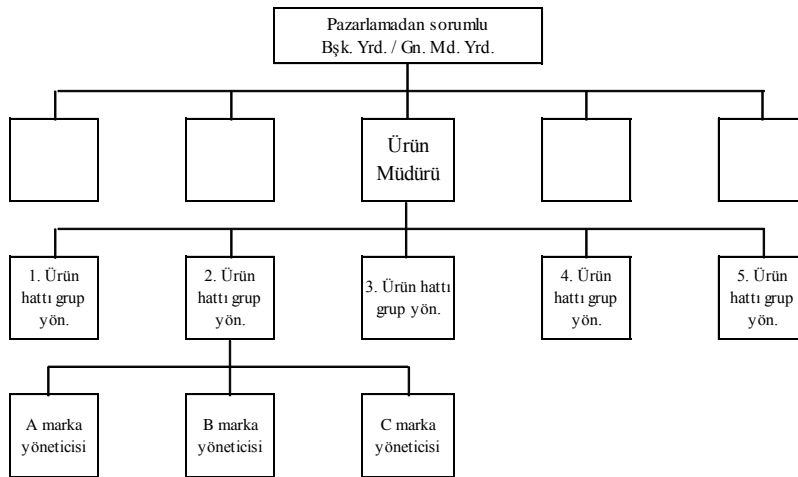 Pazarlamadan sorumlu
Bşk. Yrd. / Gn. Md. Yrd.
Ürün
Müdürü
1. Ürün
hattı grup
yön.
2. Ürün
hattı grup
yön.
3. Ürün hattı
grup yön.
4. Ürün
hattı grup
yön.
5. Ürün
hattı grup
yön.
A marka
yöneticisi
B marka
yöneticisi
C marka
yöneticisi